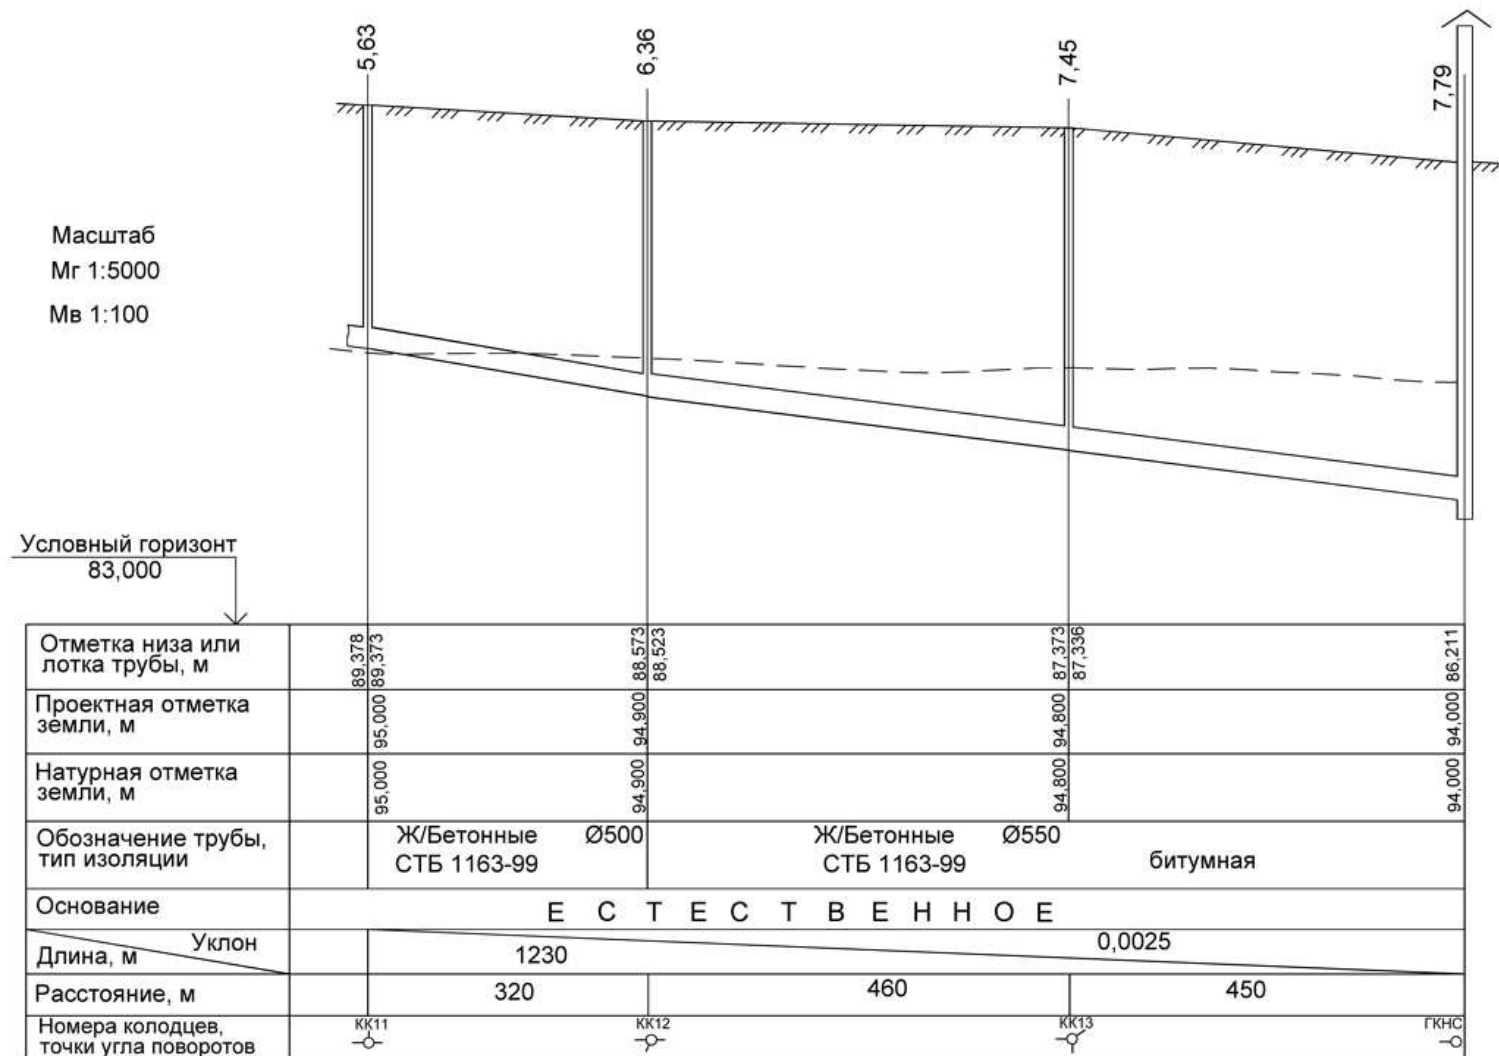 5,63
6,36
7,45
7,79
Масштаб
Мг 1:5000
Мв 1:100
Условный горизонт
83,000
Отметка низа или
лотка трубы, м
89,378
89,373
88,573
88,523
87,373
87,336
86,211
Проектная отметка
земли, м
95,000
94,900
94,800
94,000
Натурная отметка
земли, м
95,000
94,900
94,800
94,000
Обозначение трубы,
тип изоляции
Ж/Бетонные Ø500
СТБ 1163-99
Ж/Бетонные Ø550
СТБ 1163-99
битумная
Основание
Е С Т Е С Т В Е Н Н О Е
Уклон
Длина, м
1230
0,0025
Расстояние, м
320
460
450
Номера колодцев,
точки угла поворотов
КК11
КК12
КК13
ГКНС